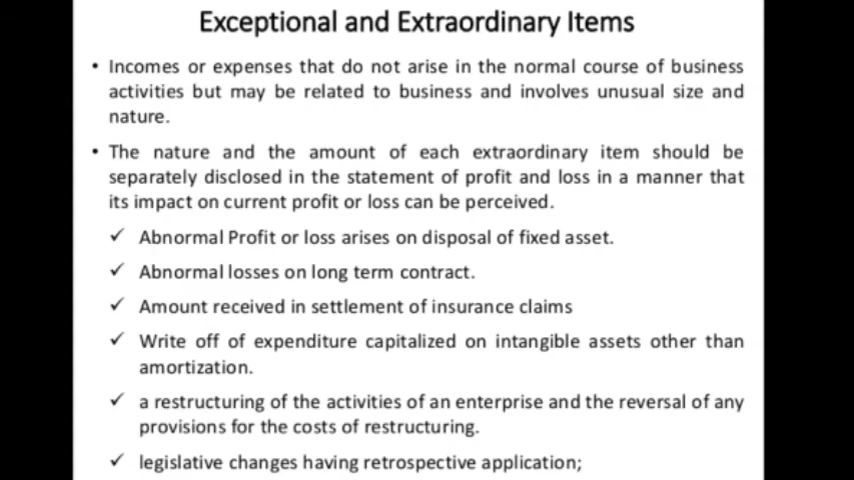 Exceptional and Extraordinary Items
• Incomes or expenses that do not arise in the normal course of business
activities but may be related to business and involves unusual size and
nature.
• The nature and the amount of each extraordinary item should be
separately disclosed in the statement of profit and loss in a manner that
its impact on current profit or loss can be perceived.
✓ Abnormal Profit or loss arises on disposal of fixed asset.
✓ Abnormal losses on long term contract.
✓ Amount received in settlement of insurance claims
✓ Write off of expenditure capitalized on intangible assets other than
amortization.
✓ a restructuring of the activities of an enterprise and the reversal of any
provisions for the costs of restructuring.
✓ legislative changes having retrospective application;